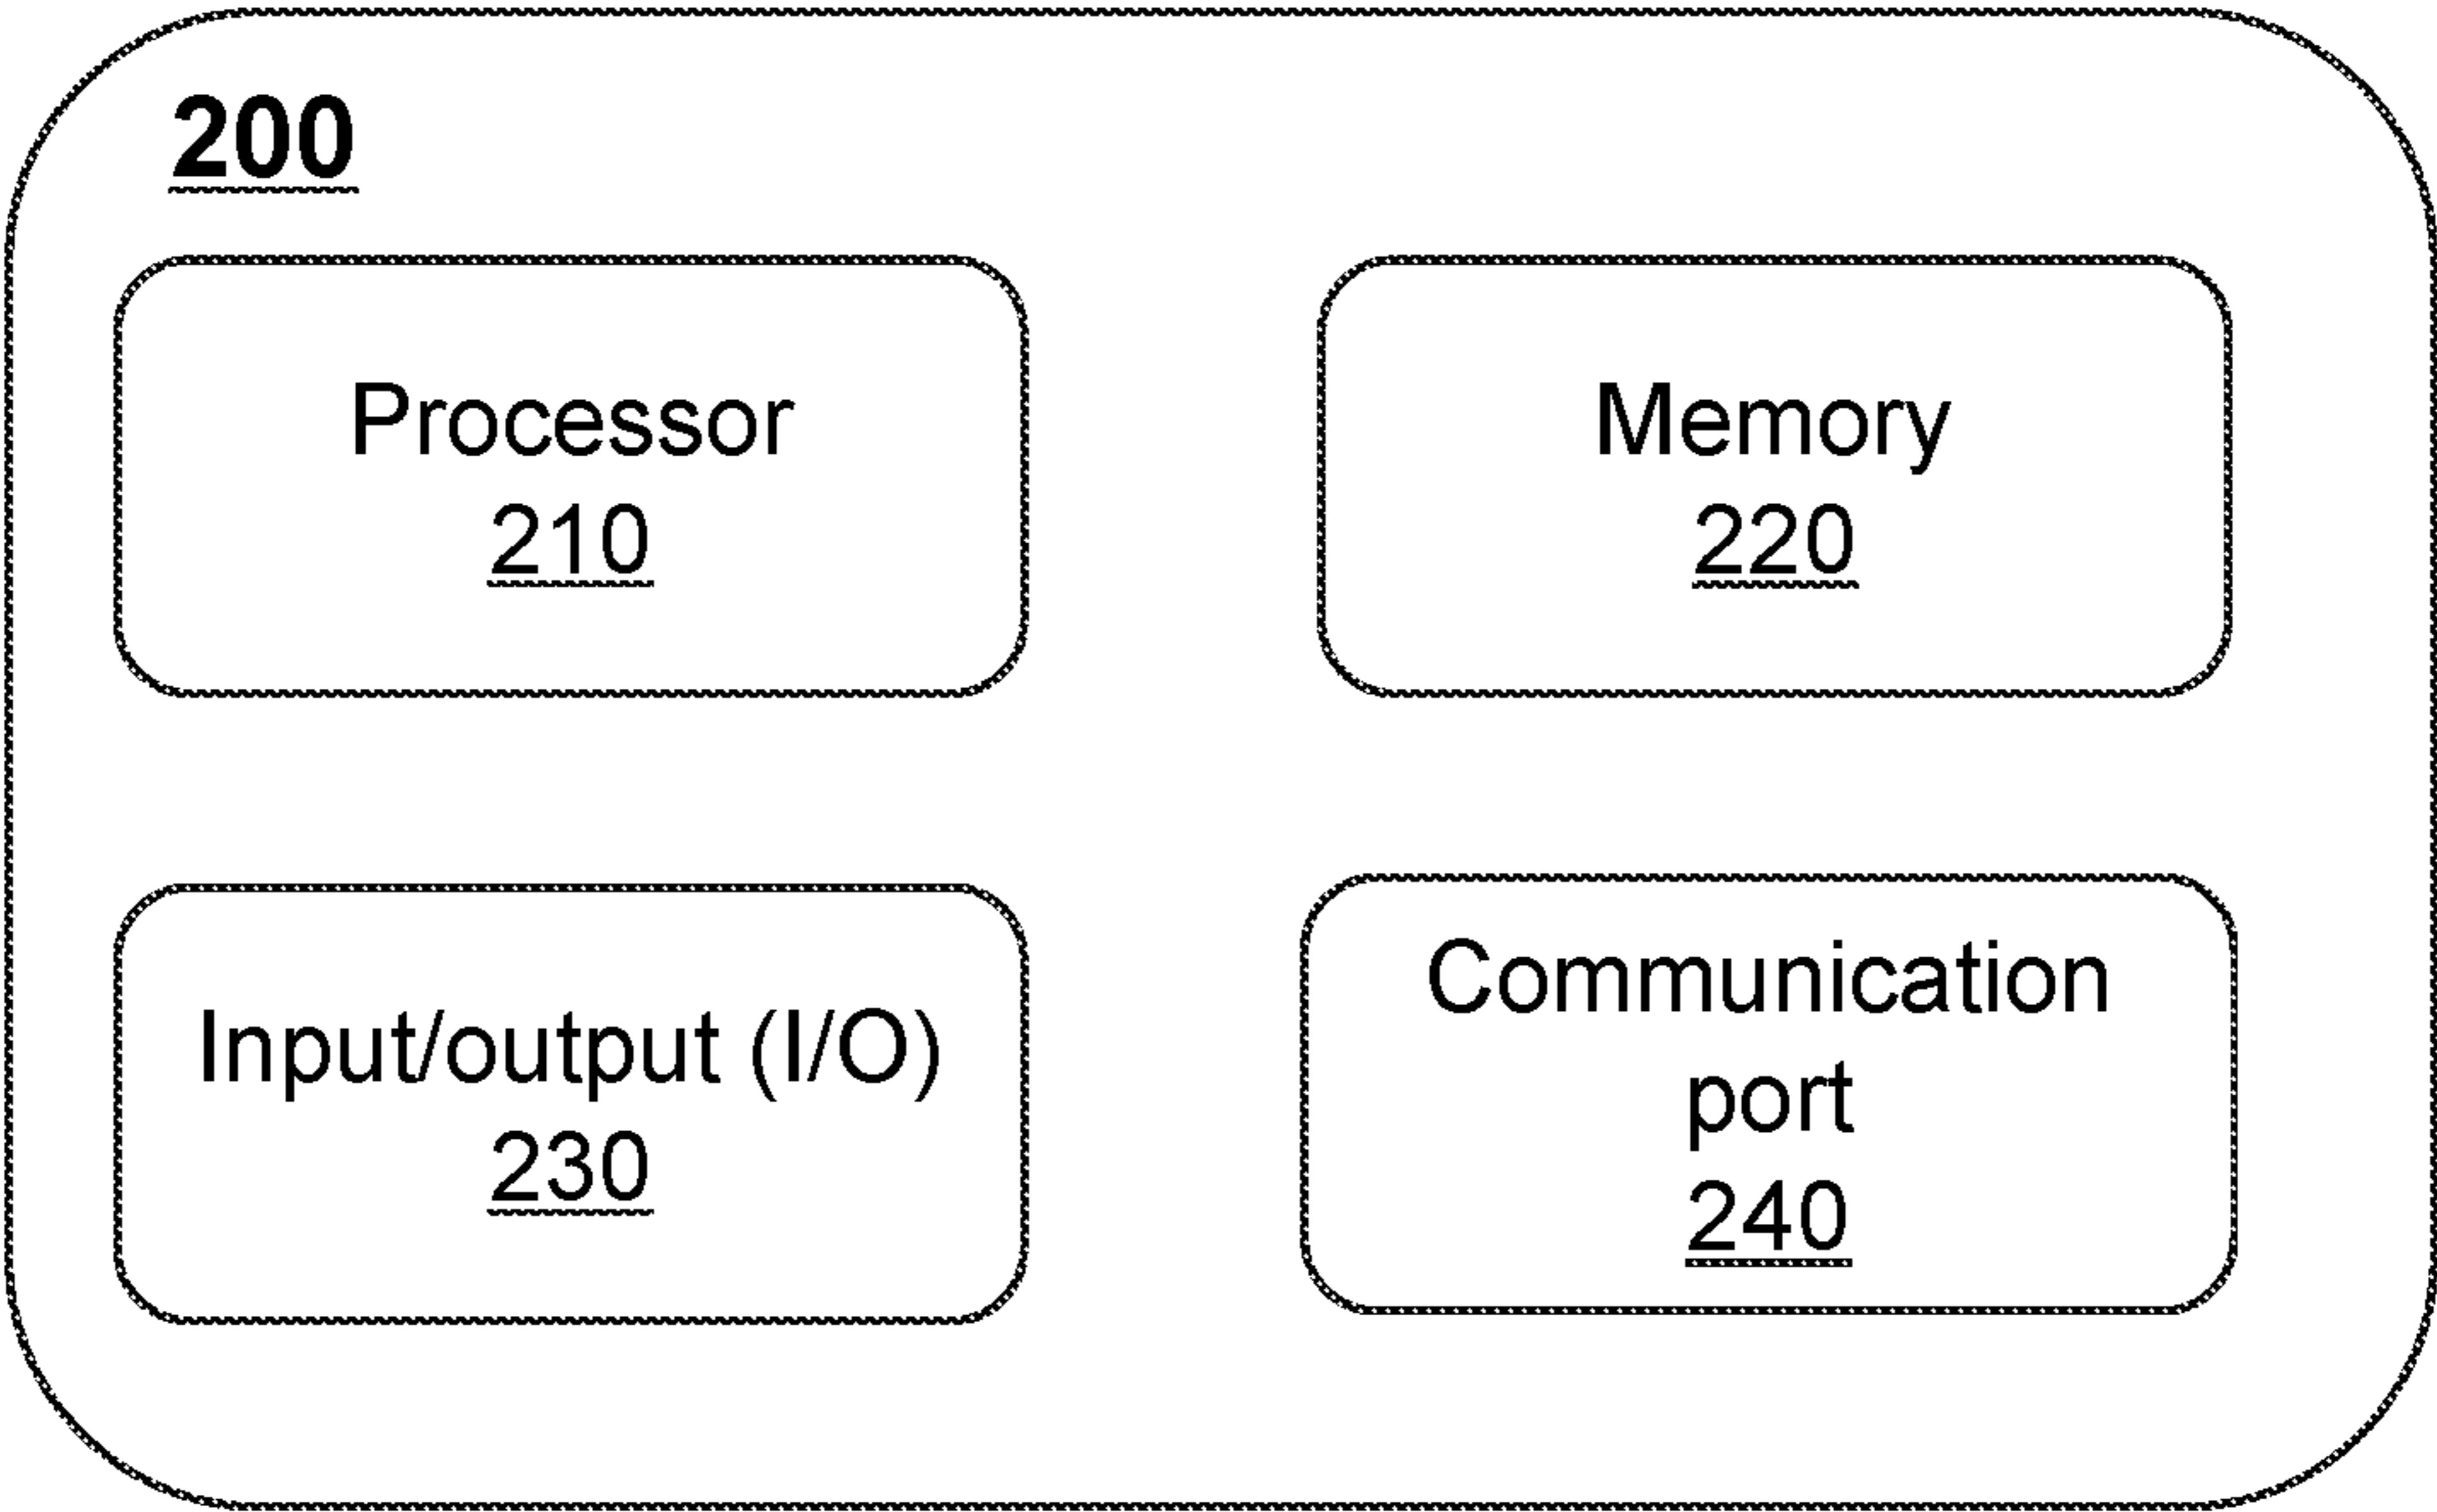 200
Processor
210
Memory
220
Input/output (I/O)
230
Communication
port
240